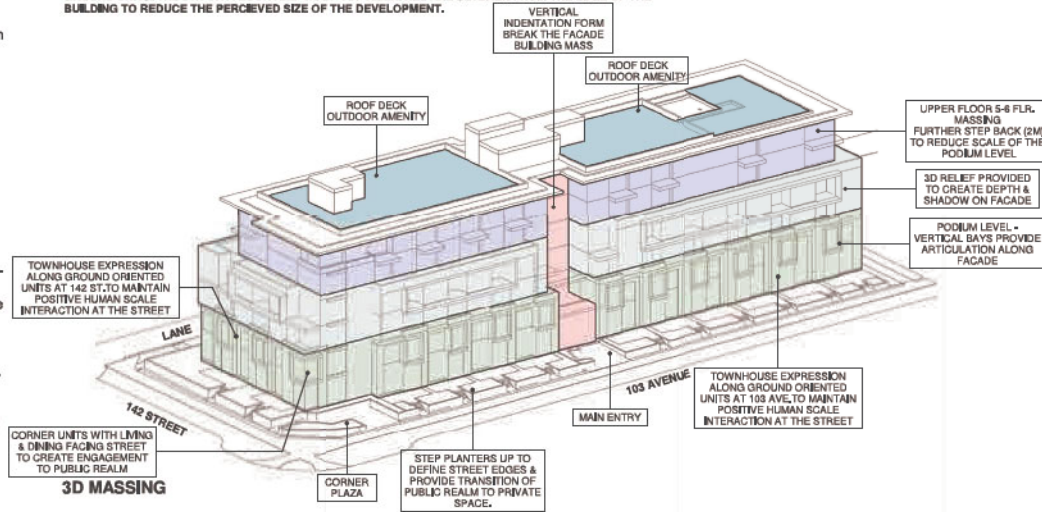 BUILDING TO REDUCE THE PERCIEVED SIZE OF THE DEVELOPMENT.
VERTICAL
INDENTATION FORM
BREAK THE FACADE
BUILDING MASS
ROOF DECK
OUTDOOR AMENITY
ROOF DECK
OUTDOOR AMENITY
UPPER FLOOR 5-6 FLR.
MASSING
FURTHER STEP BACK (2M)
TO REDUCE SCALE OF THE
PODIUM LEVEL
3D RELIEF PROVIDED
TO CREATE DEPTH &
SHADOW ON FACADE
PODIUM LEVEL -
VERTICAL BAYS PROVIDE
ARTICULATION ALONG
FACADE
TOWNHOUSE EXPRESSION
ALONG GROUND ORIENTED
UNITS AT 142 ST.TO MAINTAIN
POSITIVE HUMAN SCALE
INTERACTION AT THE STREET
LANE
142 STREET
103 AVENUE
MAIN ENTRY
TOWNHOUSE EXPRESSION
ALONG GROUND ORIENTED
UNITS AT 103 AVE.TO MAINTAIN
POSITIVE HUMAN SCALE
INTERACTION AT THE STREET
CORNER UNITS WITH LIVING
& DINING FACING STREET
TO CREATE ENGAGEMENT
TO PUBLIC REALM
CORNER
PLAZA
STEP PLANTERS UP TO
DEFINE STREET EDGES &
PROVIDE TRANSITION OF
PUBLIC REALM TO PRIVATE
SPACE.
3D MASSING